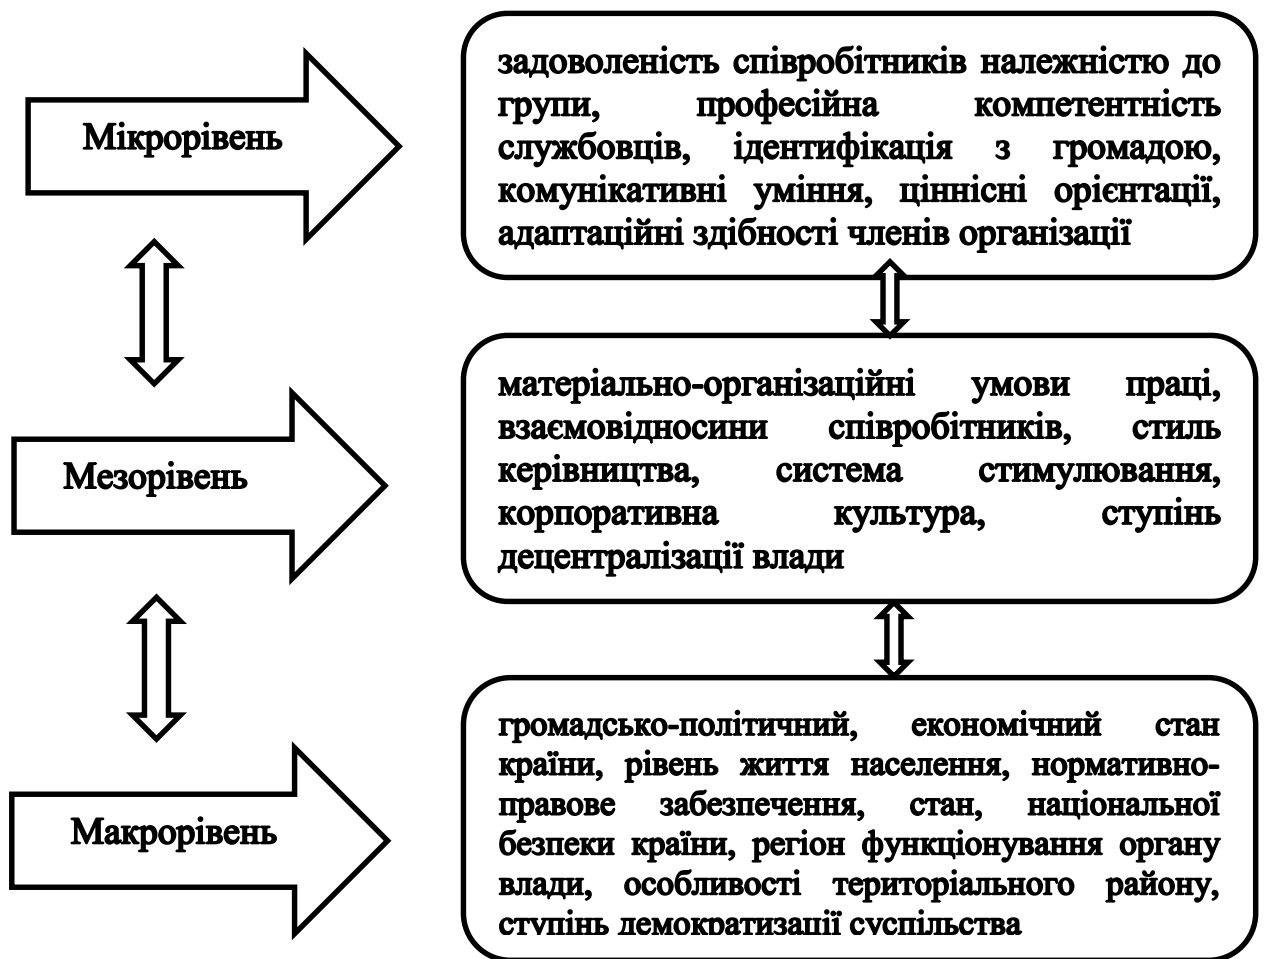 Мікрорівень
задоволеність співробітників належністю до
групи, професійна компетентність
службовців, ідентифікація з громадою,
комунікативні уміння, ціннісні орієнтації,
адаптаційні здібності членів організації
Мезорівень
матеріально-організаційні умови праці,
взаємовідносини співробітників, стиль
керівництва, система стимулювання,
корпоративна культура, ступінь
децентралізації влади
Макрорівень
громадсько-політичний, економічний стан
країни, рівень життя населення, нормативно-
правове забезпечення, стан, національної
безпеки країни, регіон функціонування органу
влади, особливості територіального району,
ступінь демократизації суспільства